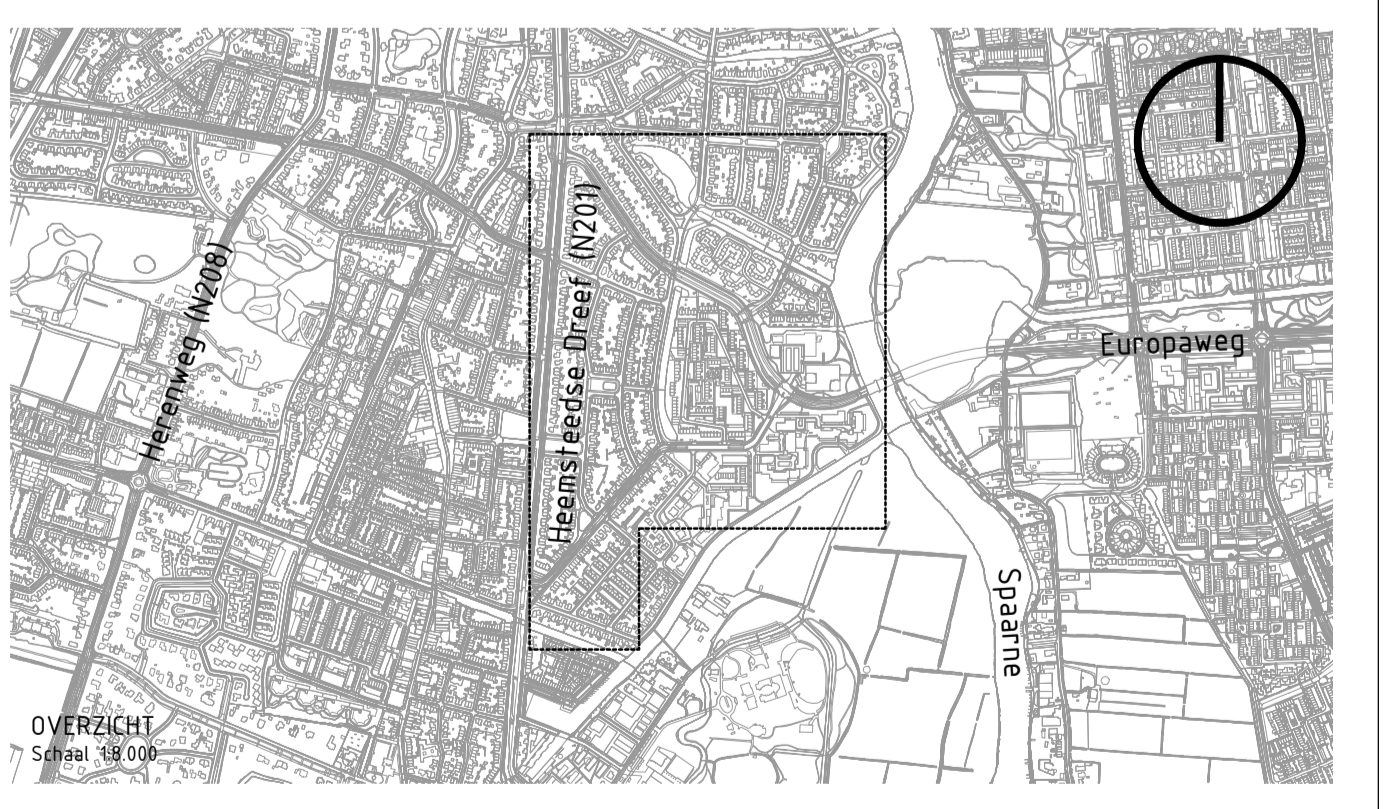 Herenweg (N208)
Heemsteedse Dreef (N201)
Europaweg
Spaarne
OVERZICHT
Schaal 1:8.000